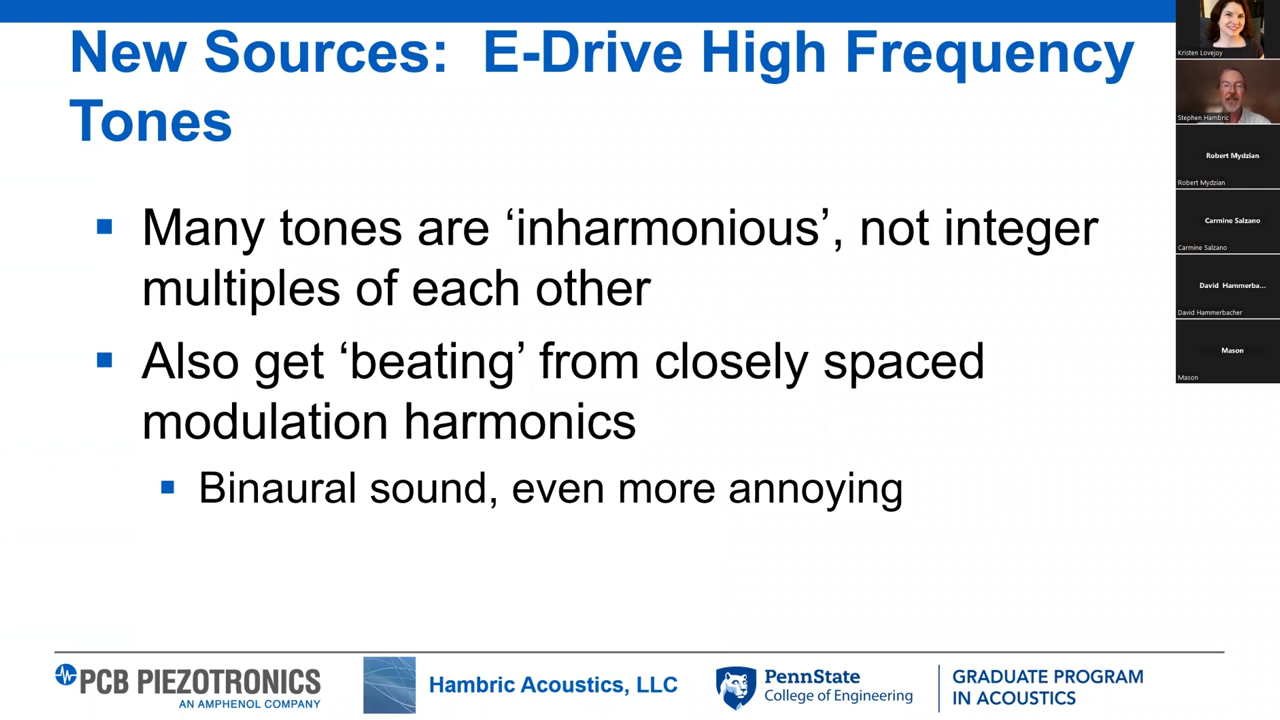 New Sources:  E-Drive High Frequency
Tones
Many tones are ‘inharmonious’, not integer
multiples of each other
Also get ‘beating’ from closely spaced
modulation harmonics
Binaural sound, even more annoying
PCB PIEZOTRONICS
AN AMPHENOL COMPANY
Hambric Acoustics, LLC
PennState
College of Engineering
GRADUATE PROGRAM
IN ACOUSTICS
Kristen Lovejoy
Stephen Hambric
Robert Mydzian
Robert Mydzian
Carmine Salzano
Carmine Salzano
David Hammerba...
David Hammerbacher
Mason
Mason